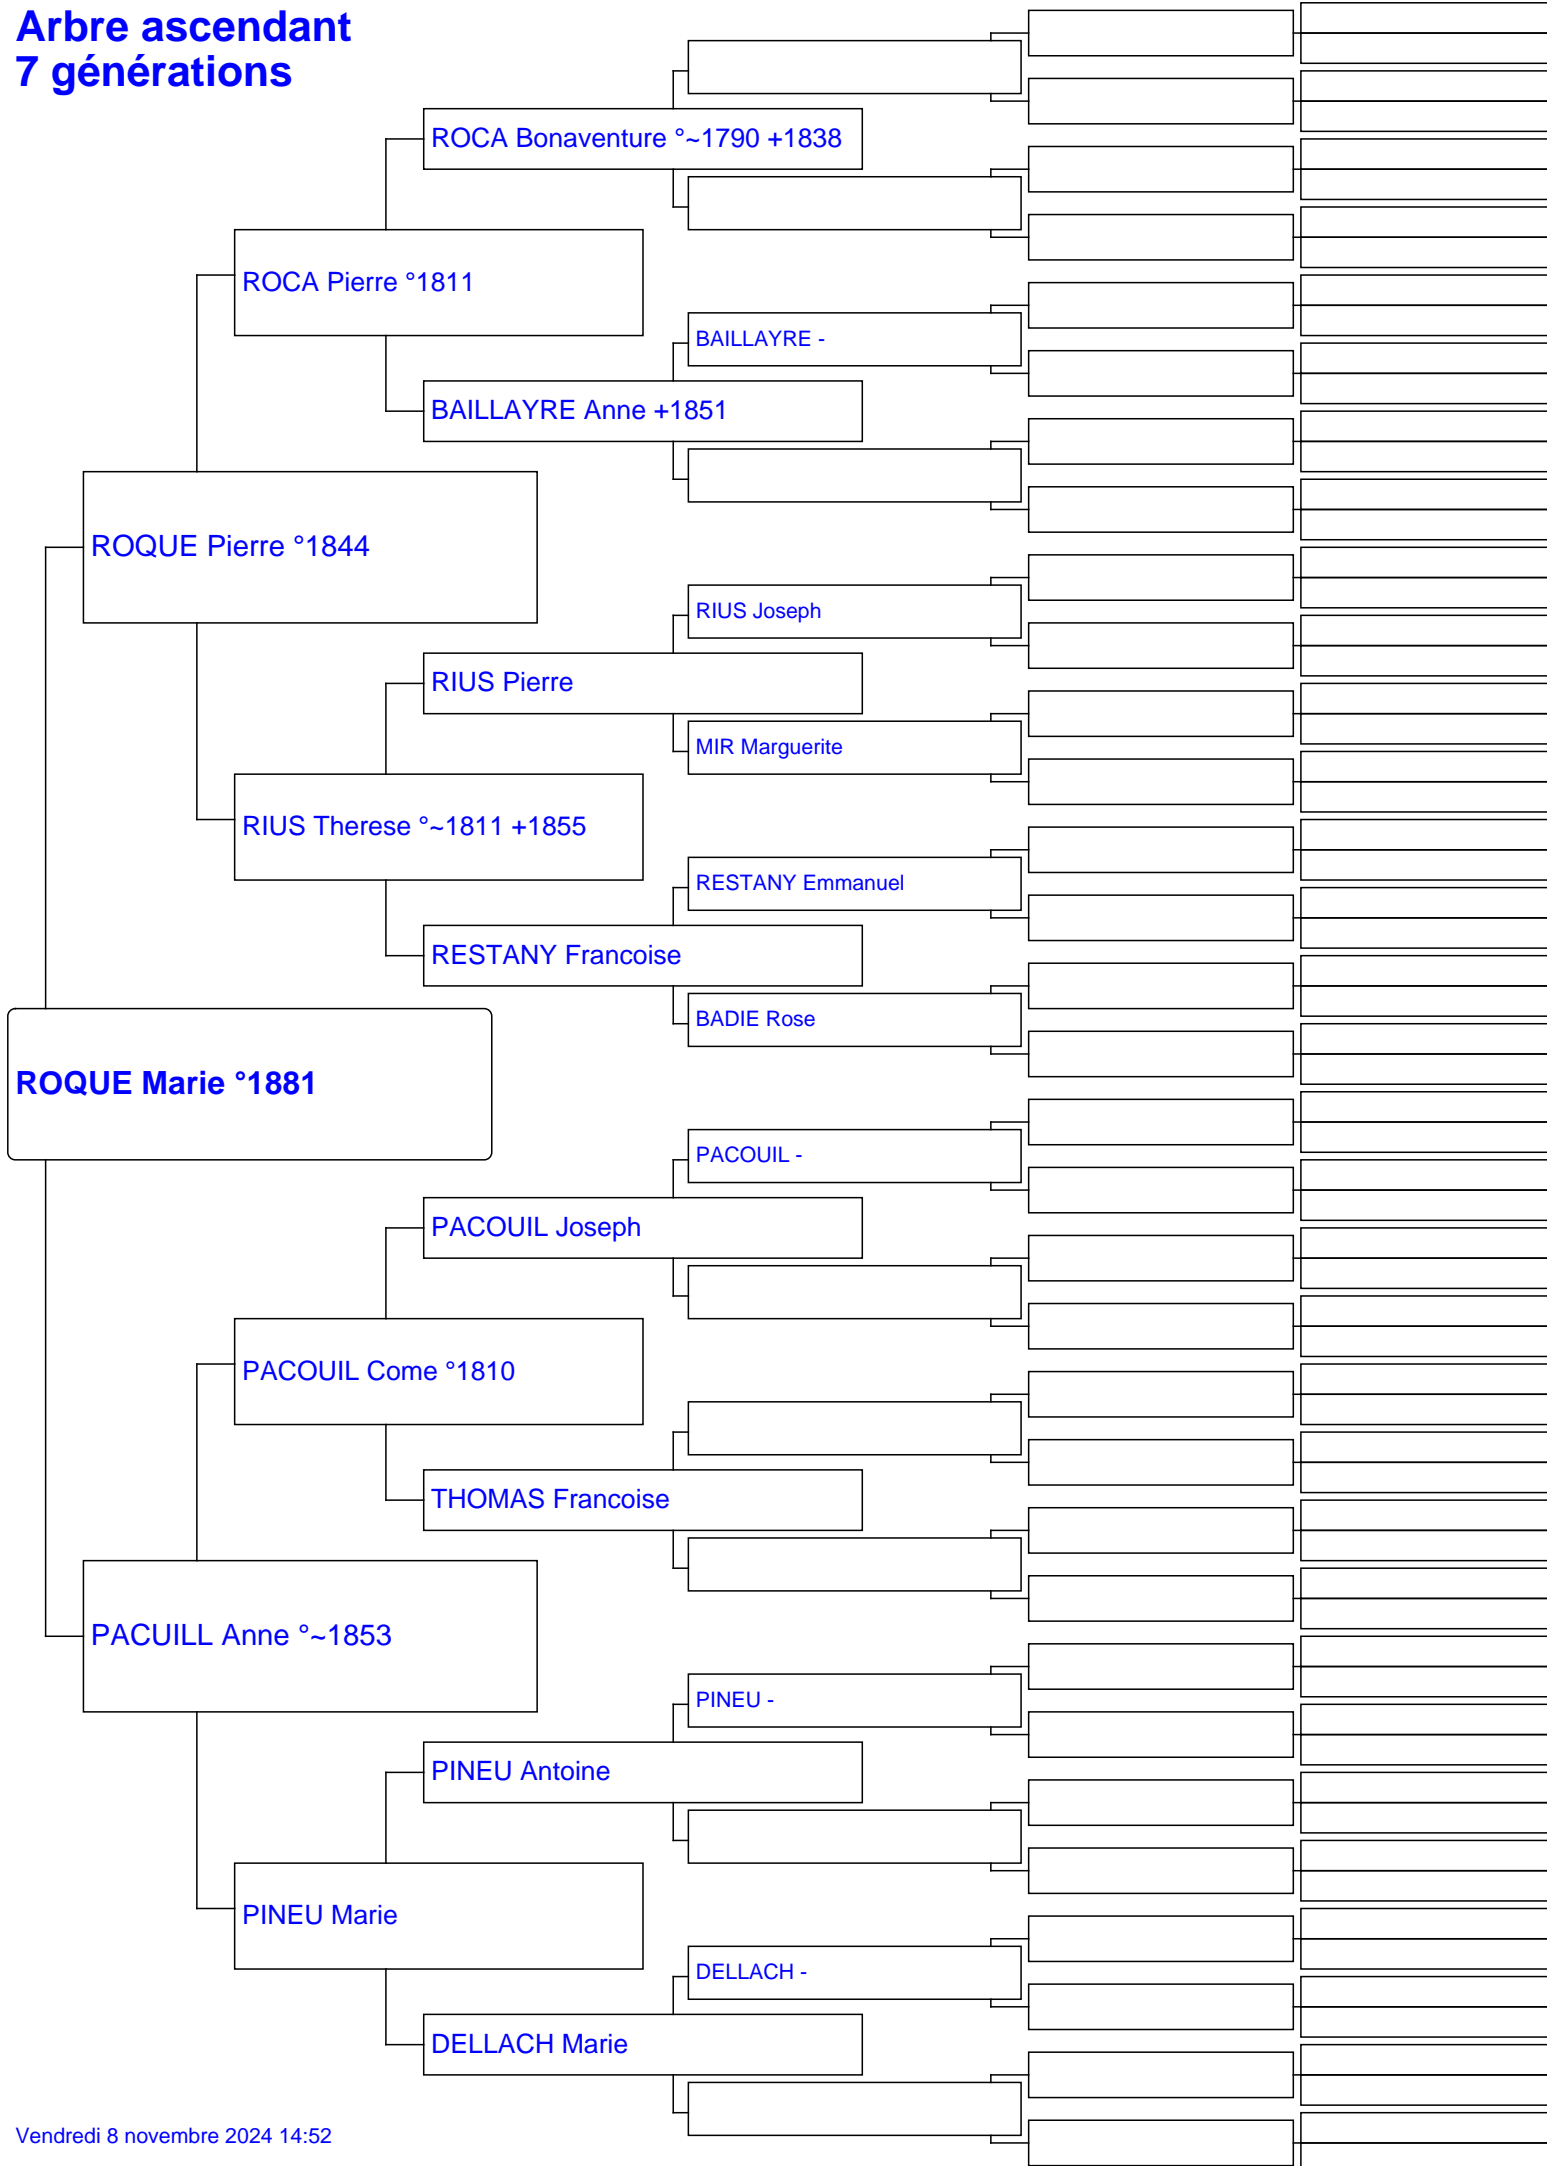 Arbre ascendant
7 générations
ROCA Bonaventure °~1790 +1838
ROCA Pierre °1811
BAILLAYRE -
BAILLAYRE Anne +1851
ROQUE Pierre °1844
RIUS Joseph
RIUS Pierre
MIR Marguerite
RIUS Therese °~1811 +1855
RESTANY Emmanuel
RESTANY Francoise
BADIE Rose
ROQUE Marie °1881
PACOUIL -
PACOUIL Joseph
PACOUIL Come °1810
THOMAS Francoise
PACUILL Anne °~1853
PINEU -
PINEU Antoine
PINEU Marie
DELLACH -
DELLACH Marie
Vendredi 8 novembre 2024 14:52